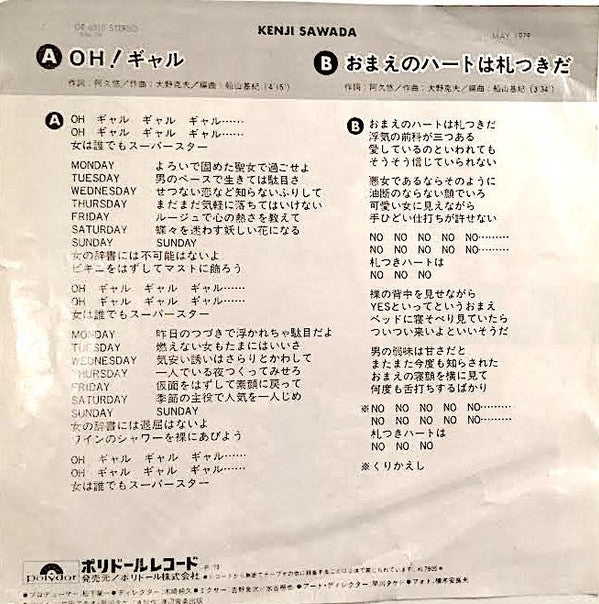 DR 6310 STEREO
KENJI SAWADA
MAY 1979
A OH！ギャル
作詞：阿久悠／作曲：大野克夫／編曲：船山基紀 (4'15")
B おまえのハートは札つきだ
作詞：阿久悠／作曲：大野克夫／編曲：船山基紀 (3'34")
A
OH ギャル ギャル ギャル……
OH ギャル ギャル ギャル……
女は誰でもスーパースター
MONDAY よろいで固めた聖女で過ごせよ
TUESDAY 男のペースで生きては駄目さ
WEDNESDAY せつない恋など知らないふりして
THURSDAY まだまだ気軽に落ちてはいけない
FRIDAY ルージュで心の熱さを教えて
SATURDAY 蝶々を迷わす妖しい花になる
SUNDAY SUNDAY
女の辞書には不可能はないよ
ビキニをはずしてマストに飾ろう
OH ギャル ギャル ギャル……
OH ギャル ギャル ギャル……
女は誰でもスーパースター
MONDAY 昨日のつづきで浮かれちゃ駄目だよ
TUESDAY 燃えない女もたまにはいいさ
WEDNESDAY 気安い誘いはさらりとかわして
THURSDAY 一人でいる夜つくってみせろ
FRIDAY 仮面をはずして素顔に戻って
SATURDAY 季節の主役で人気を一人じめ
SUNDAY SUNDAY
女の辞書には退屈はないよ
ワインのシャワーを裸にあびよう
OH ギャル ギャル ギャル……
OH ギャル ギャル ギャル……
女は誰でもスーパースター
B
おまえのハートは札つきだ
浮気の前科が三つある
愛しているのといわれても
そうそう信じていられない
悪女であるならそのように
油断のならない顔でいろ
可愛い女に見えながら
手ひどい仕打ちが許せない
NO NO NO NO NO………
NO NO NO NO NO………
札つきハートは
NO NO NO
裸の背中を見せながら
YESといってというおまえ
ベッドに寝そべり見ていたら
ついつい来いよといいそうだ
男の弱味は甘さだと
またまた今度も知らされた
おまえの寝顔を横に見て
何度も舌打ちするばかり
※NO NO NO NO NO………
NO NO NO NO NO………
札つきハートは
NO NO NO
※くりかえし
polydor
ポリドールレコード
発売元／ポリドール株式会社